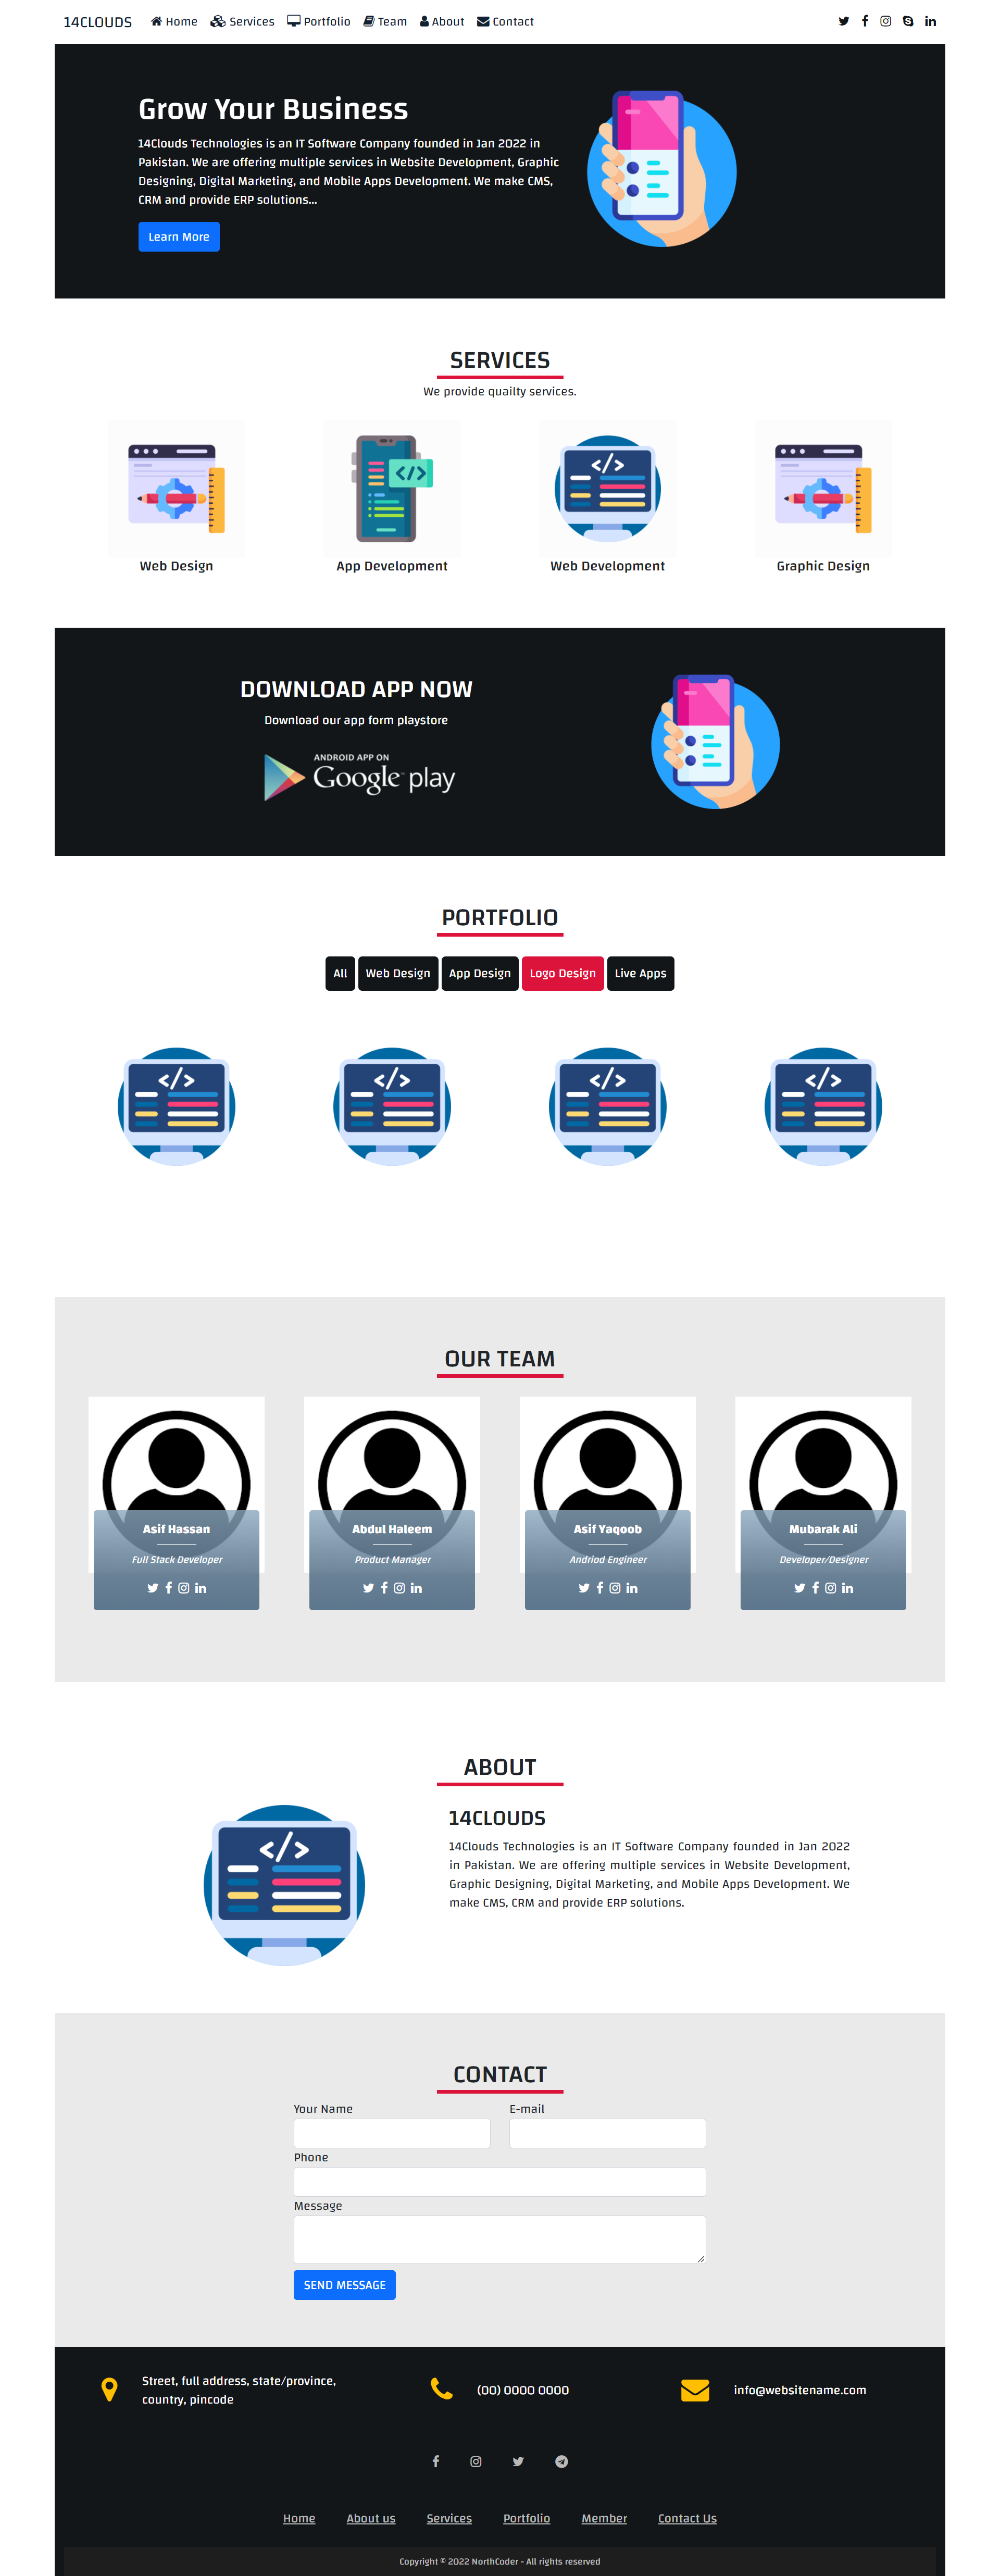 14CLOUDS Home Services Portfolio Team About Contact
Grow Your Business
14Clouds Technologies is an IT Software Company founded in Jan 2022 in
Pakistan. We are offering multiple services in Website Development, Graphic
Designing, Digital Marketing, and Mobile Apps Development. We make CMS,
CRM and provide ERP solutions...
Learn More
SERVICES
We provide quailty services.
Web Design App Development Web Development Graphic Design
DOWNLOAD APP NOW
Download our app form playstore
ANDROID APP ON
Google play
PORTFOLIO
All Web Design App Design Logo Design Live Apps
OUR TEAM
Asif Hassan Abdul Haleem Asif Yaqoob Mubarak Ali
Full Stack Developer Product Manager Andriod Engineer Developer/Designer
ABOUT
14CLOUDS
14Clouds Technologies is an IT Software Company founded in Jan 2022
in Pakistan. We are offering multiple services in Website Development,
Graphic Designing, Digital Marketing, and Mobile Apps Development. We
make CMS, CRM and provide ERP solutions.
CONTACT
Your Name E-mail
Phone
Message
SEND MESSAGE
Street, full address, state/province,
country, pincode
(00) 0000 0000
info@websitename.com
Home About us Services Portfolio Member Contact Us
Copyright © 2022 NorthCoder - All rights reserved